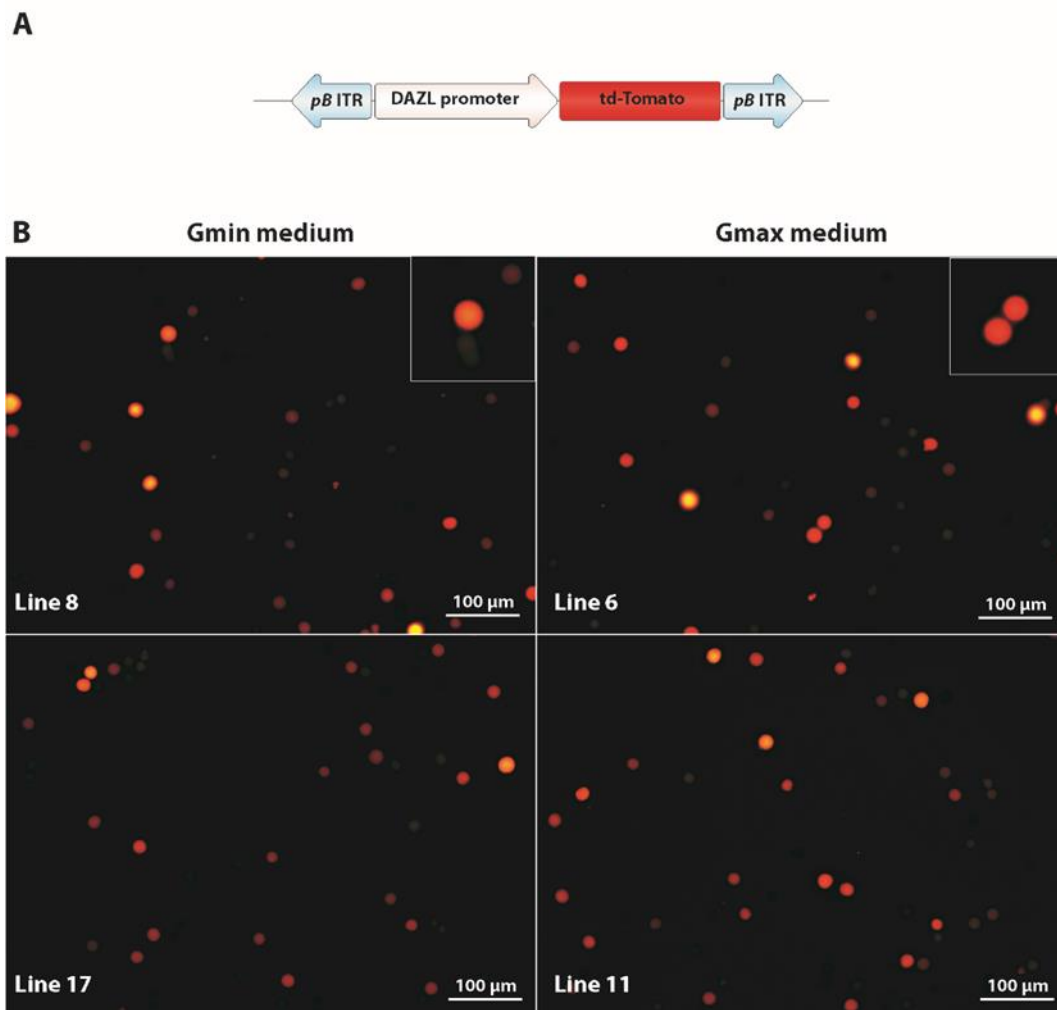 A
pB ITR DAZL promoter td-Tomato pB ITR
B Gmin medium Gmax medium
Line 8 100 µm Line 6 100 µm
Line 17 100 µm Line 11 100 µm